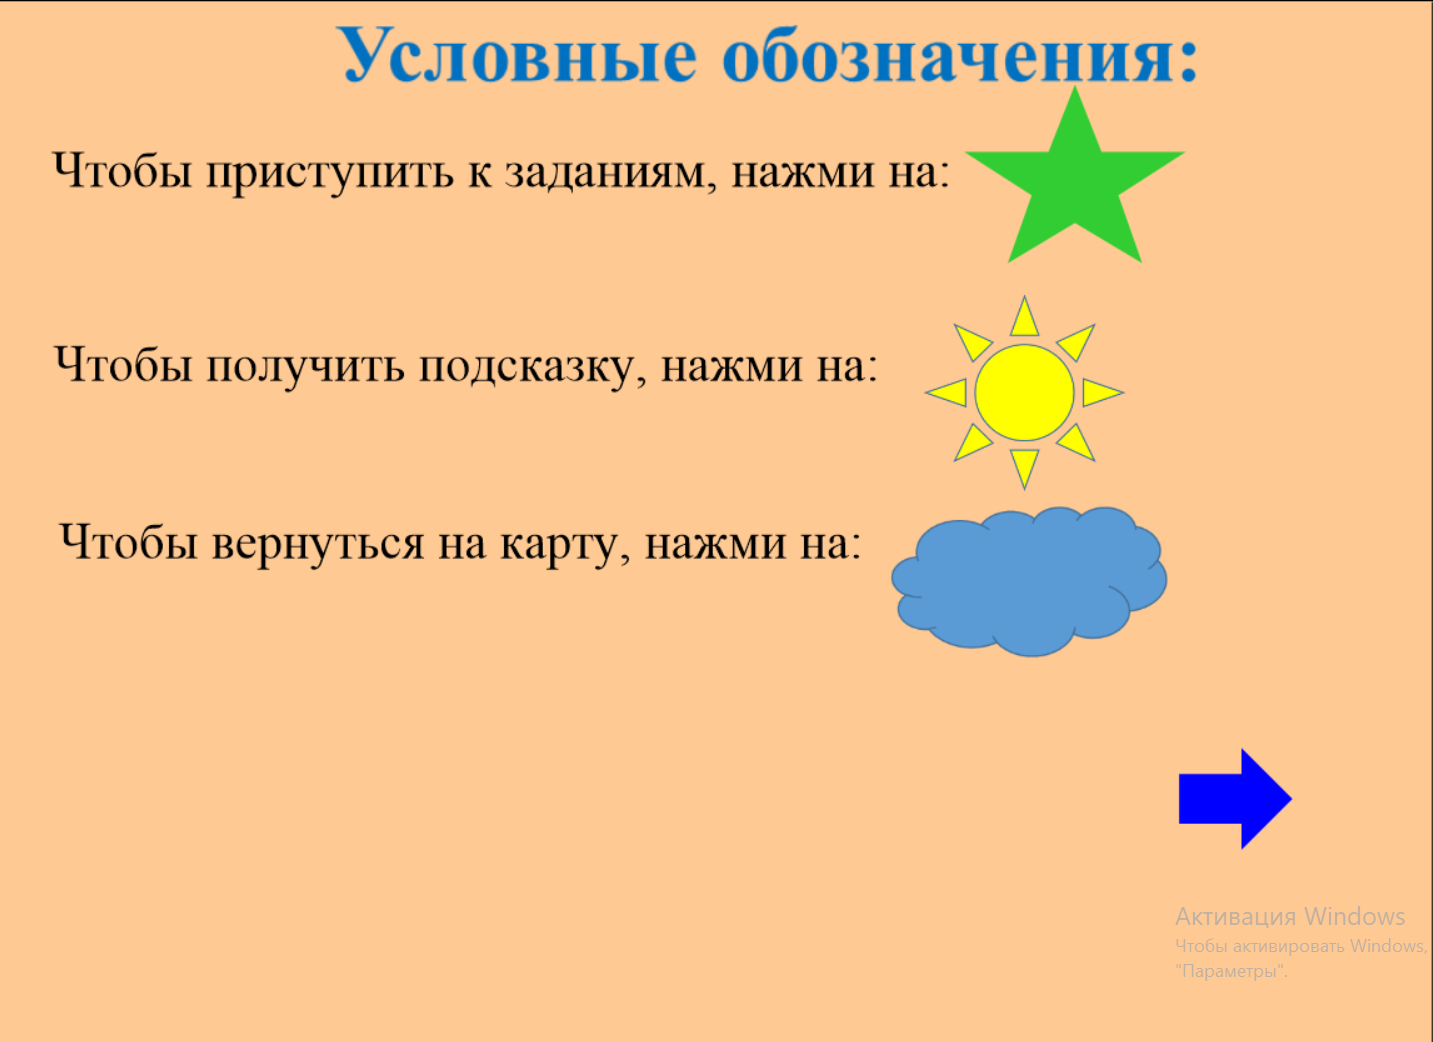 Условные обозначения:
Чтобы приступить к заданиям, нажми на:
Чтобы получить подсказку, нажми на:
Чтобы вернуться на карту, нажми на:
Активация Windows
Чтобы активировать Windows,
"Параметры".